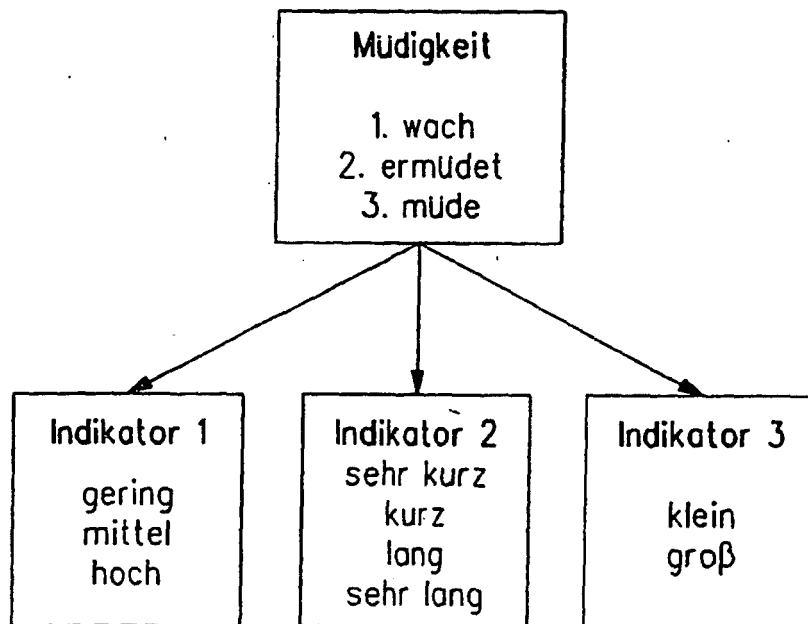 Müdigkeit
1. wach
2. ermüdet
3. müde
Indikator 1
gering
mittel
hoch
Indikator 2
sehr kurz
kurz
lang
sehr lang
Indikator 3
klein
groß